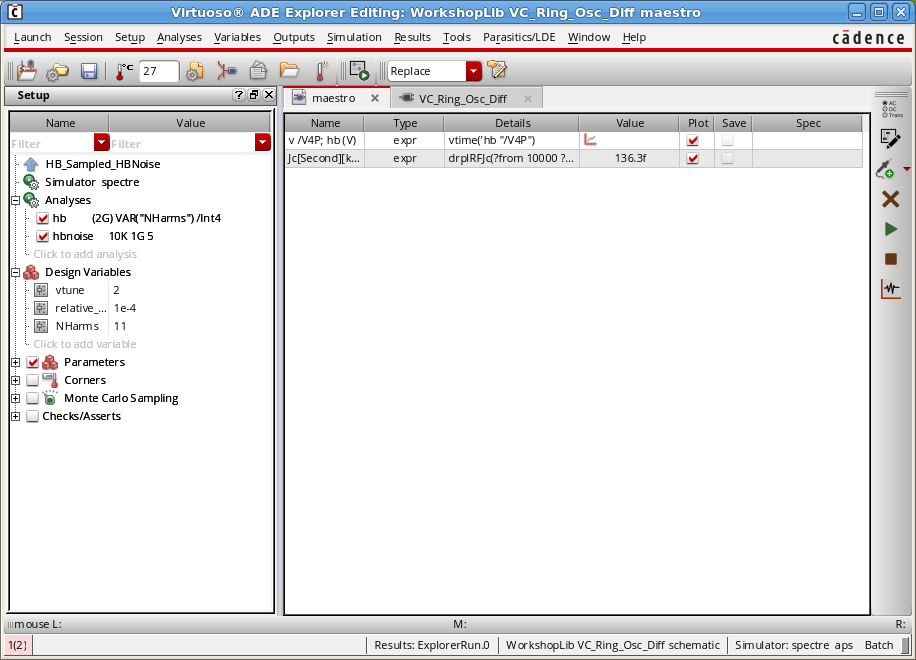 Virtuoso® ADE Explorer Editing: WorkshopLib VC_Ring_Osc_Diff maestro
Launch Session Setup Analyses Variables Outputs Simulation Results Tools Parasitics/LDE Window Help
cādence
27 Replace
Setup
maestro VC_Ring_Osc_Diff
Name Value
Filter Filter
HB_Sampled_HBNoise
Simulator spectre
Analyses
hb (2G) VAR("NHarms") /Int4
hbnoise 10K 1G 5
Click to add analysis
Design Variables
vtune 2
relative_... 1e-4
NHarms 11
Click to add variable
Parameters
Corners
Monte Carlo Sampling
Checks/Asserts
Name Type Details Value Plot Save Spec
v /V4P; hb (V) expr vtime('hb "/V4P")
Jc[Second][k... expr drplRFJc(?from 10000 ?... 136.3f
AC
DC
Trans
mouse L: M: R:
1(2) Results: ExplorerRun.0 WorkshopLib VC_Ring_Osc_Diff schematic Simulator: spectre aps Batch